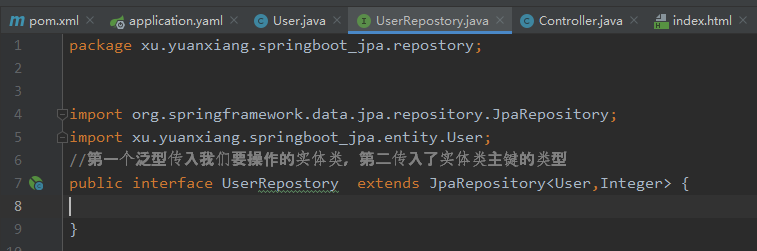 pom.xml application.yaml User.java UserRepostory.java Controller.java index.html
1 package xu.yuanxiang.springboot_jpa.repostory;
2
3
4 import org.springframework.data.jpa.repository.JpaRepository;
5 import xu.yuanxiang.springboot_jpa.entity.User;
6 //第一个泛型传入我们要操作的实体类，第二传入了实体类主键的类型
7 public interface UserRepostory  extends JpaRepository<User,Integer> {
8
9 }
10